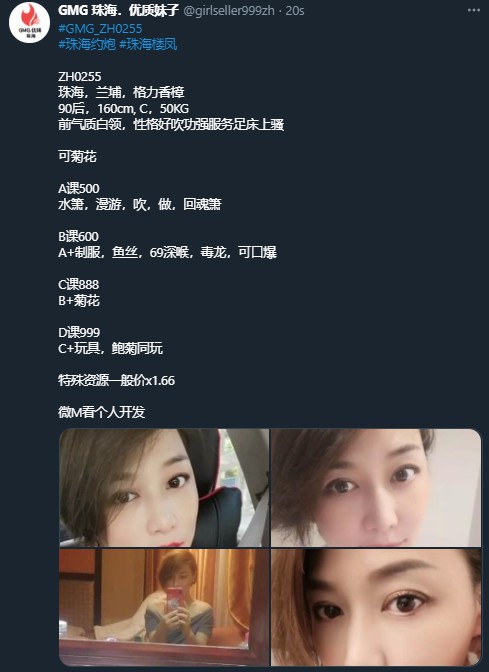 GMG 珠海．优质妹子 @girlseller999zh · 20s
#GMG_ZH0255
#珠海约炮 #珠海楼凤
ZH0255
珠海，兰埔，格力香樟
90后，160cm, C，50KG
前气质白领，性格好吹功强服务足床上骚
可菊花
A课500
水箫，漫游，吹，做，回魂箫
B课600
A+制服，鱼丝，69深喉，毒龙，可口爆
C课888
B+菊花
D课999
C+玩具，鲍菊同玩
特殊资源一般价x1.66
微M看个人开发